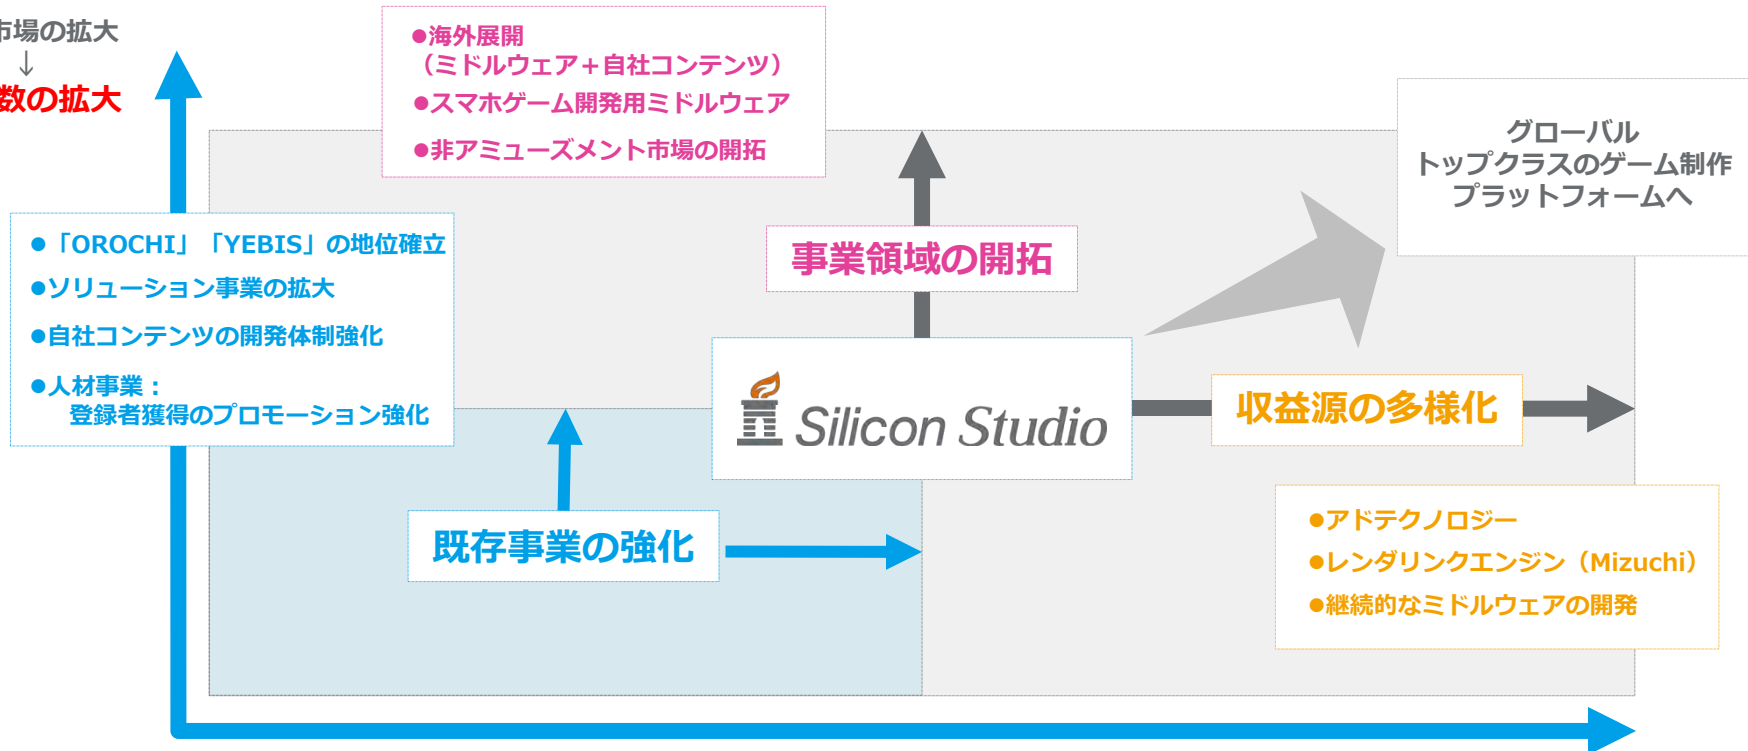 市場の拡大
↓
数の拡大
●海外展開
（ミドルウェア＋自社コンテンツ）
●スマホゲーム開発用ミドルウェア
●非アミューズメント市場の開拓
グローバル
トップクラスのゲーム制作
プラットフォームへ
●「OROCHI」「YEBIS」の地位確立
●ソリューション事業の拡大
●自社コンテンツの開発体制強化
●人材事業：
登録者獲得のプロモーション強化
事業領域の開拓
Silicon Studio
収益源の多様化
既存事業の強化
●アドテクノロジー
●レンダリンクエンジン（Mizuchi）
●継続的なミドルウェアの開発